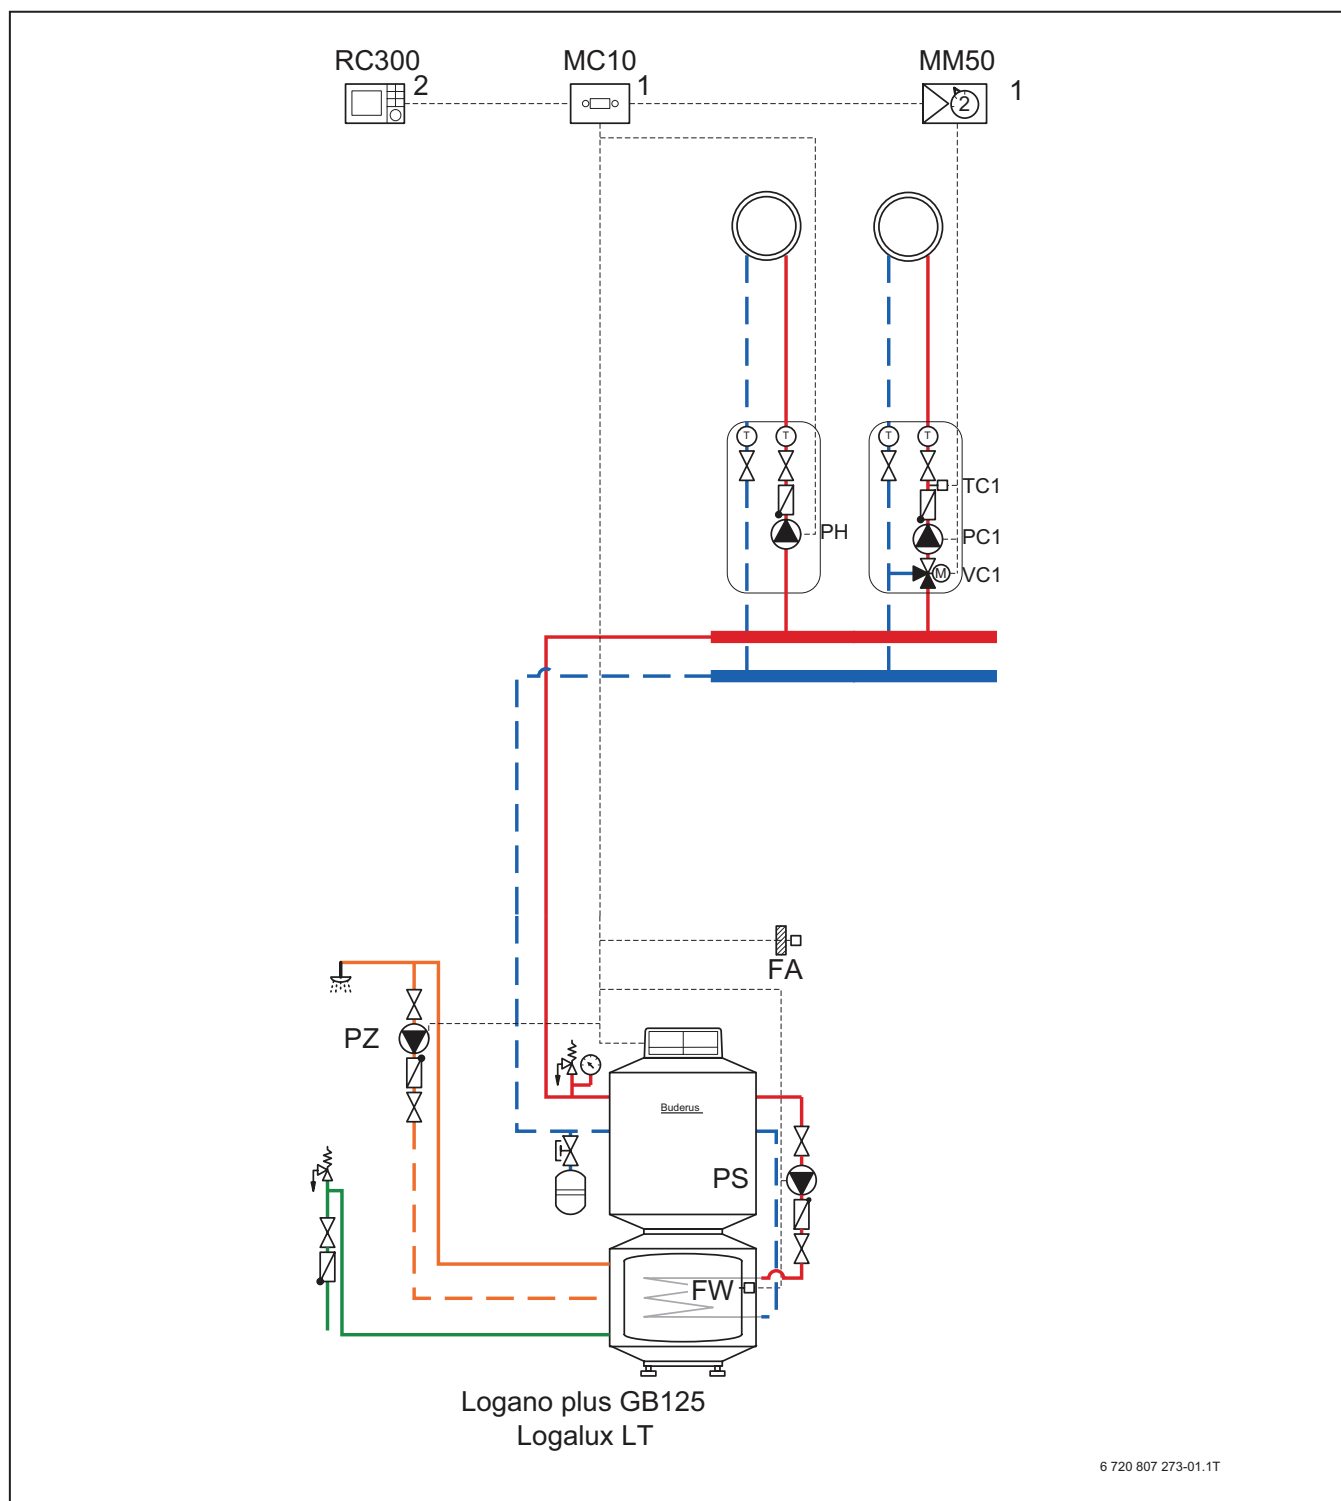 RC300 MC10 MM50
2 1 1
2
T T T T
TC1
PH PC1
M VC1
FA
PZ
Buderus
PS
FW
Logano plus GB125
Logalux LT
6 720 807 273-01.1T